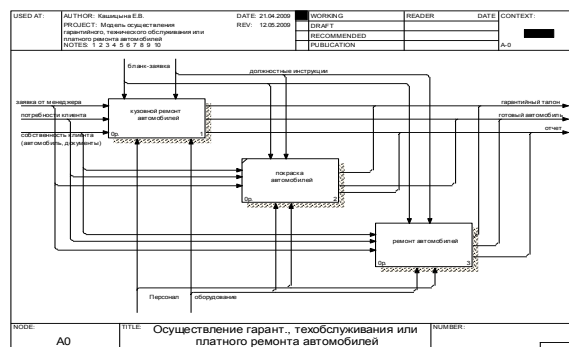 USED AT:
AUTHOR: Кашицына Е.В.
DATE: 21.04.2009
PROJECT: Модель осуществления
REV: 12.05.2009
гарантийного, технического обслуживания или
платного ремонта автомобилей
NOTES: 1 2 3 4 5 6 7 8 9 10
WORKING
DRAFT
RECOMMENDED
PUBLICATION
READER
DATE
CONTEXT:
A-0
бланк-заявка
должностные инструкции
заявка от менеджера
потребности клиента
собственность клиента
(автомобиль, документы)
кузовной ремонт
автомобилей
0р.
1
гарантийный талон
готовый автомобиль
отчет
покраска
автомобилей
0р.
2
ремонт автомобилей
0р.
3
Персонал
оборудование
NODE:
A0
TITLE:
Осуществление гарант., техобслуживания или
платного ремонта автомобилей
NUMBER: